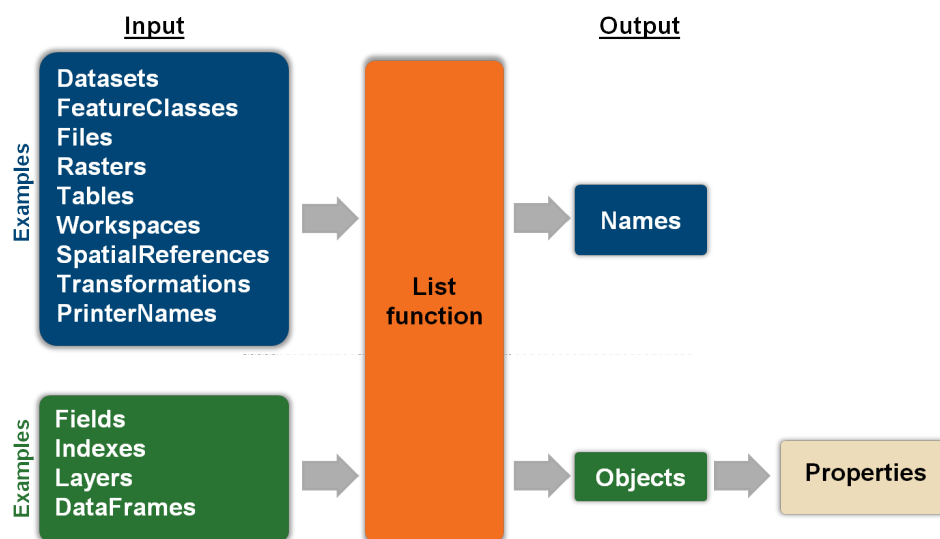 Input
Output
Examples
Datasets
FeatureClasses
Files
Rasters
Tables
Workspaces
SpatialReferences
Transformations
PrinterNames
Names
List
function
Examples
Fields
Indexes
Layers
DataFrames
Objects
Properties